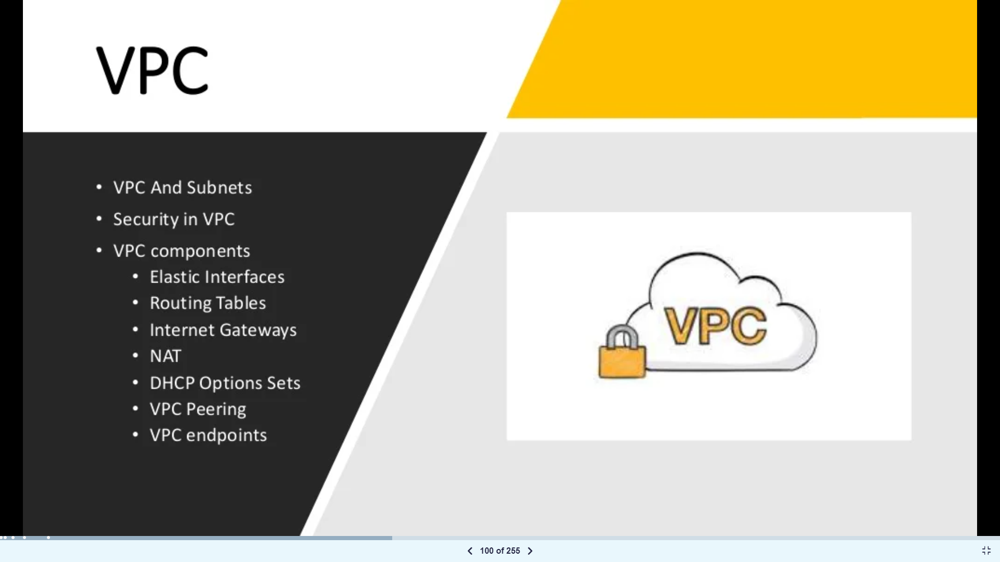 VPC
• VPC And Subnets
• Security in VPC
• VPC components
• Elastic Interfaces
• Routing Tables
• Internet Gateways
• NAT
• DHCP Options Sets
• VPC Peering
• VPC endpoints
VPC
100 of 255